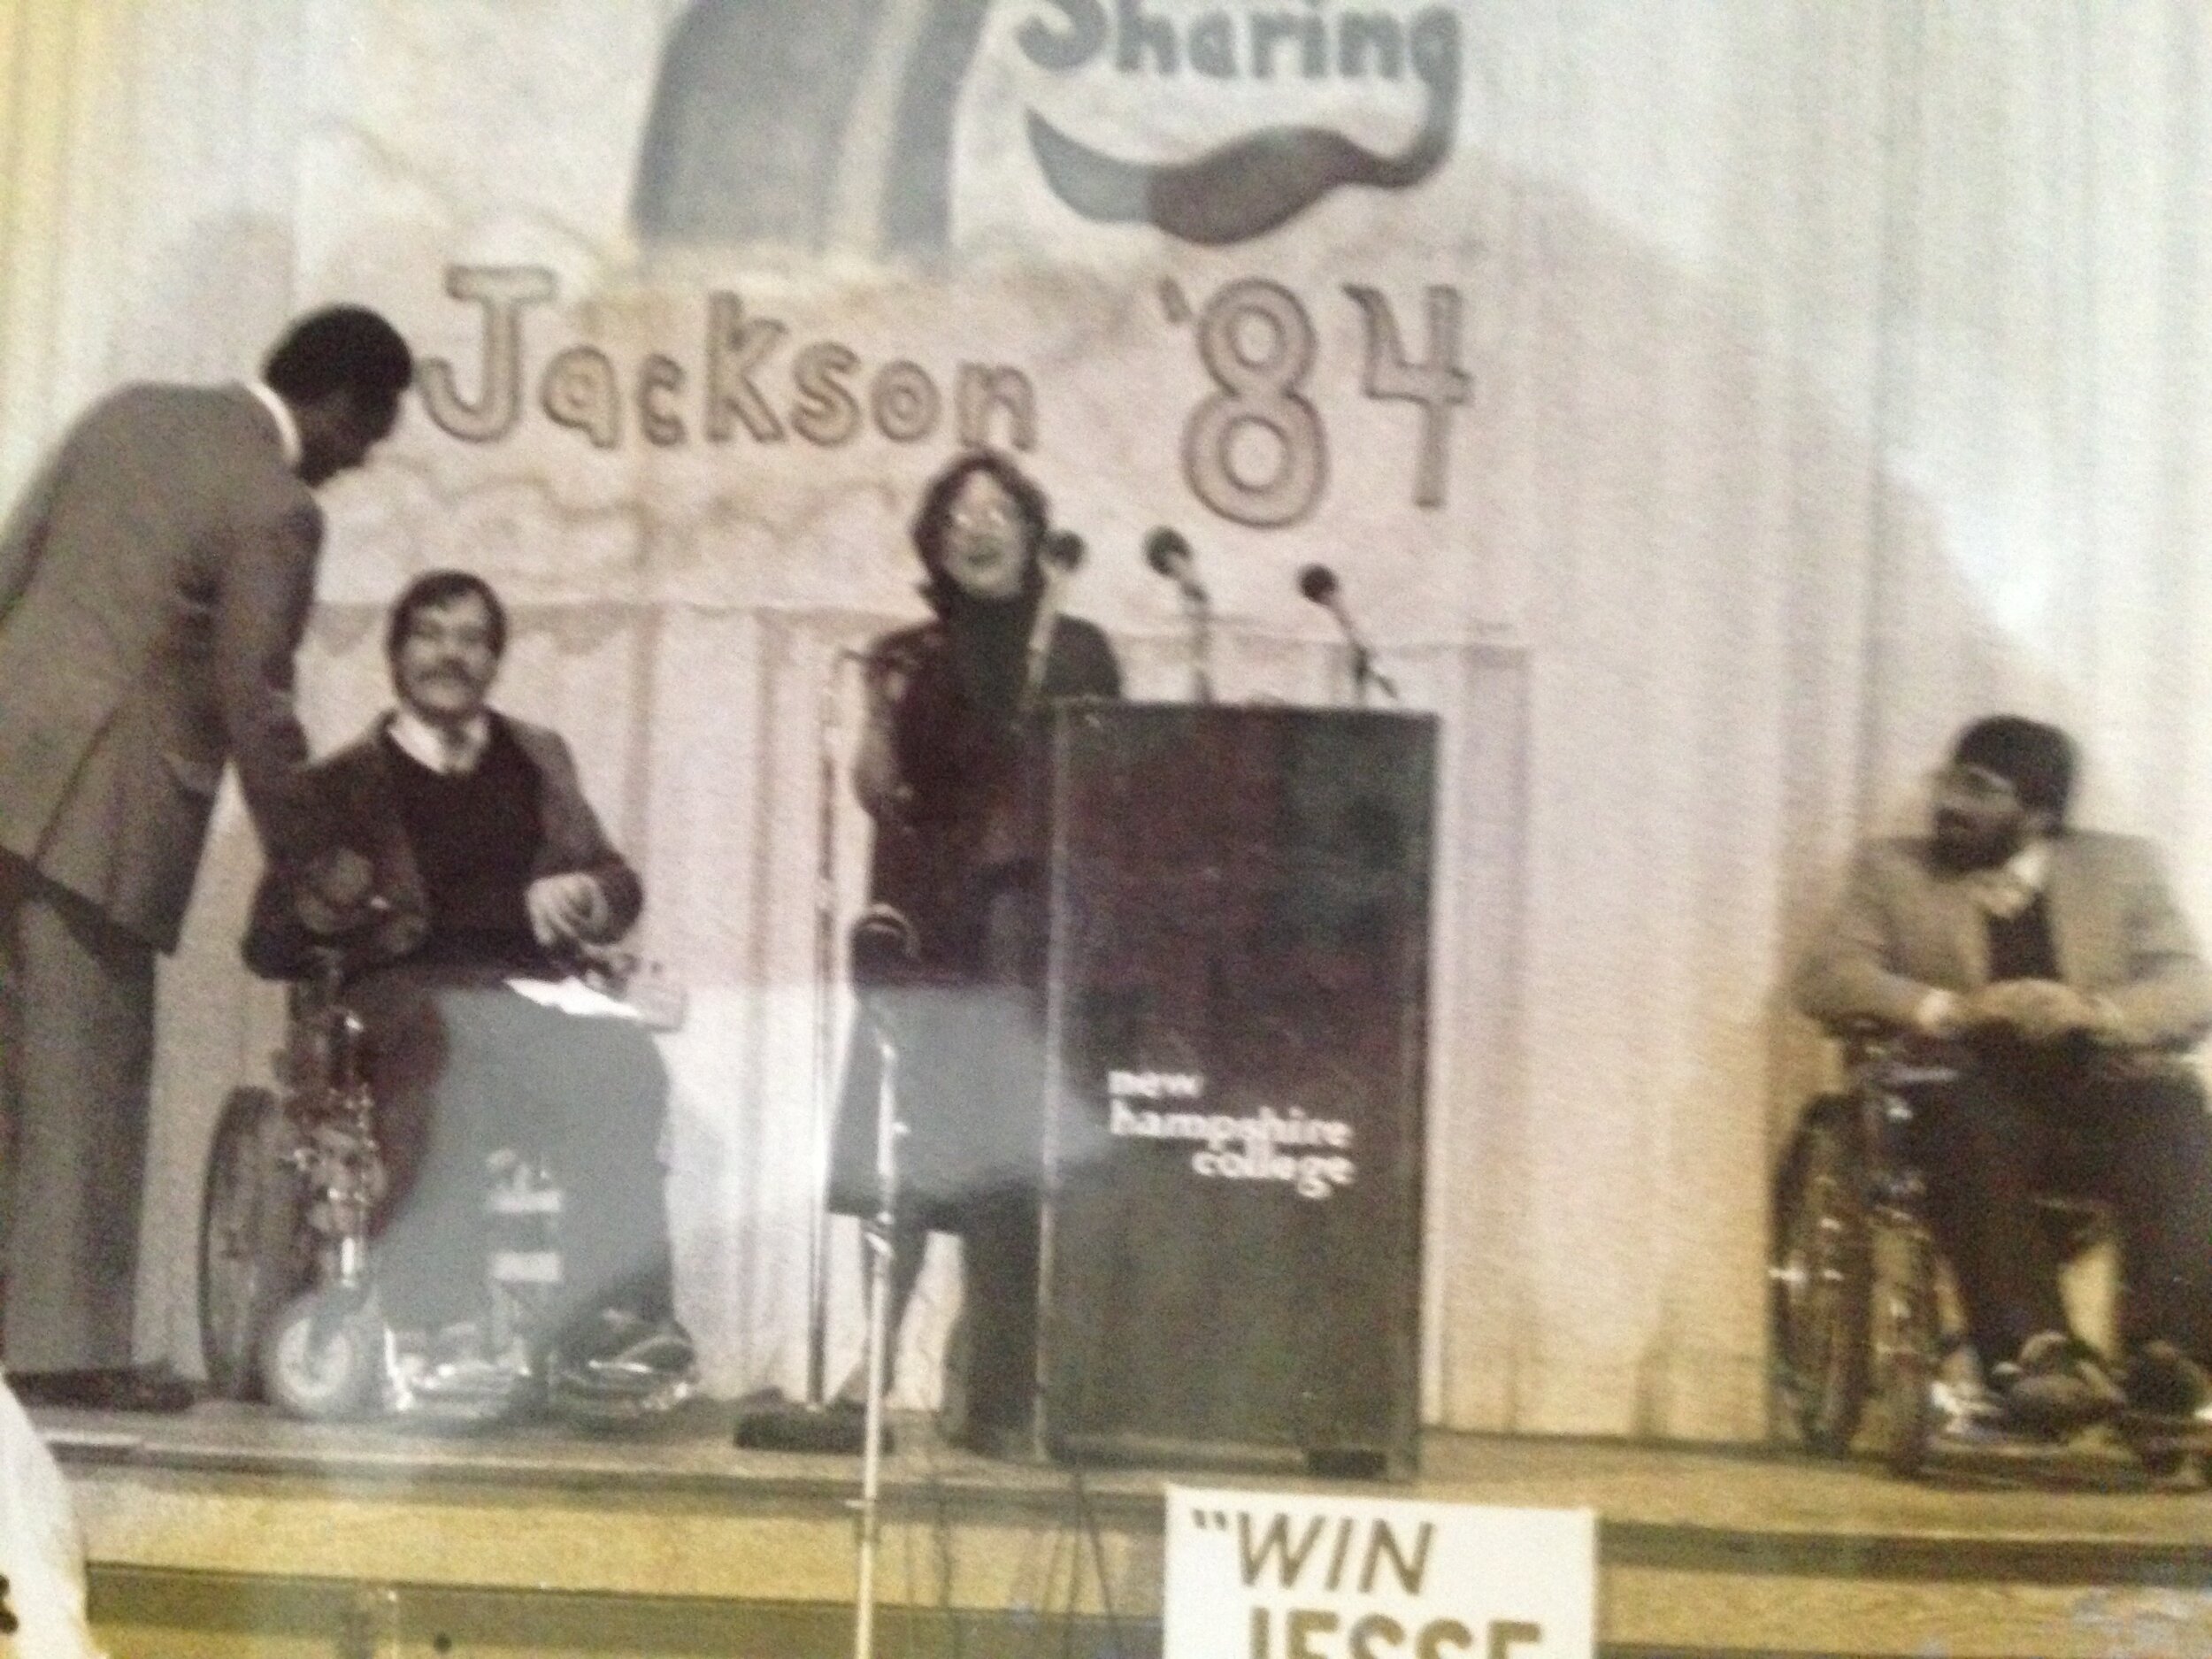 Sharing
Jackson '84
new
hampshire
college
"WIN
JESSE